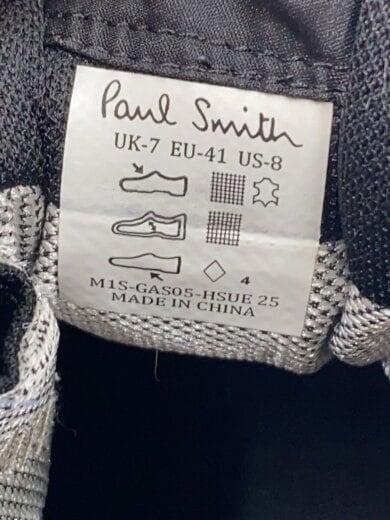 Paul Smith
UK-7 EU-41 US-8
4
M1S-GAS05-HSUE 25
MADE IN CHINA